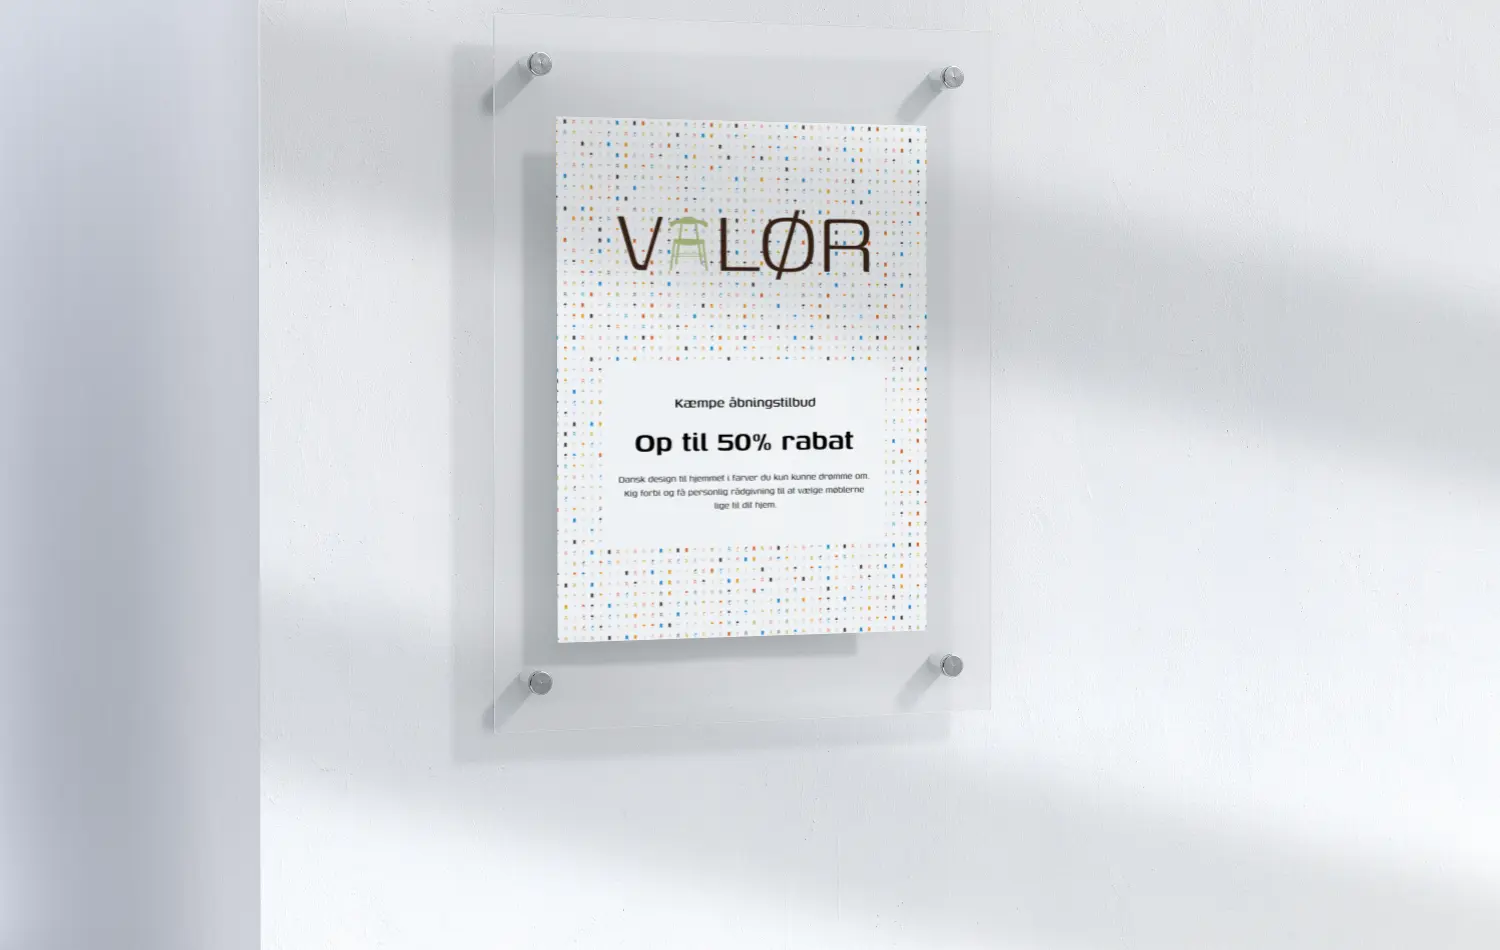 VALØR
Kæmpe åbningstilbud
Op til 50% rabat
Dansk design til hjemmet i farver du kun kunne drømme om.
Kig forbi og få personlig rådgivning til at vælge møblerne
lige til dit hjem.